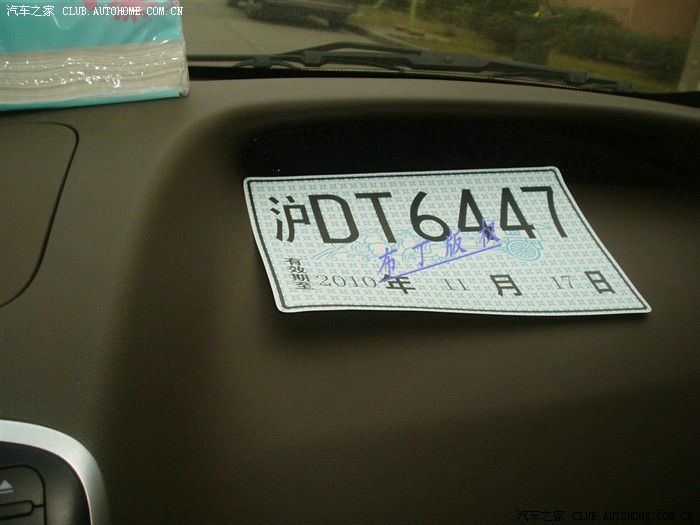 汽车之家 CLUB.AUTOHOME.COM.CN
沪DT6447
布丁版权
有效期至 2010 年 11 月 17 日
汽车之家 CLUB.AUTOHOME.COM.CN